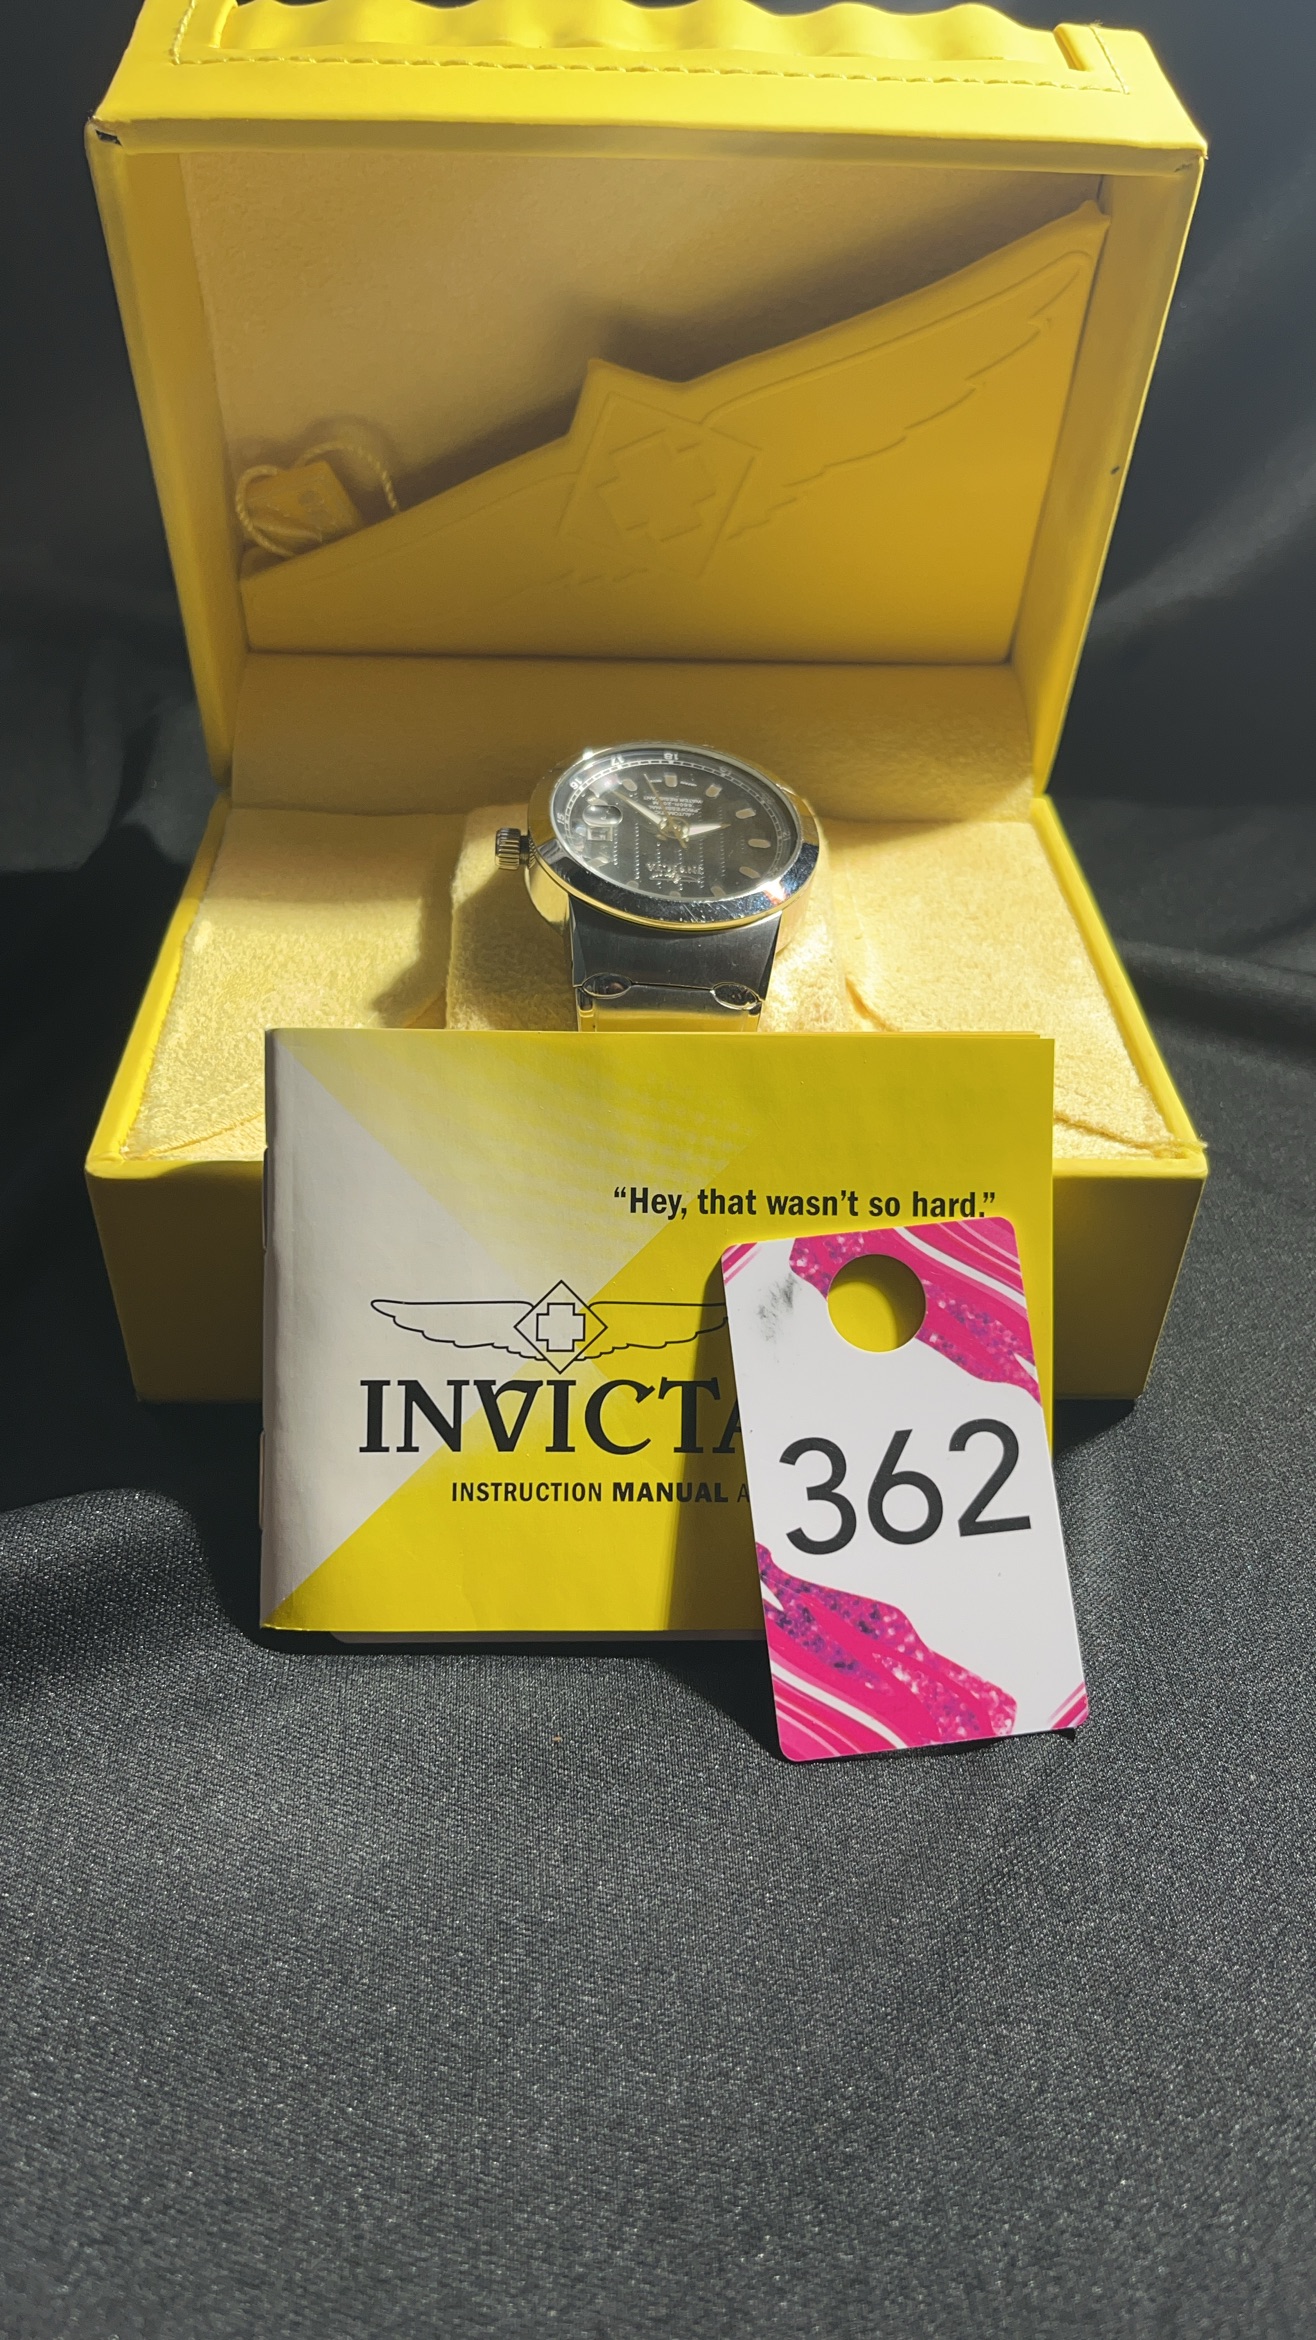 "Hey, that wasn't so hard."
INVICTA
INSTRUCTION MANUAL A
362